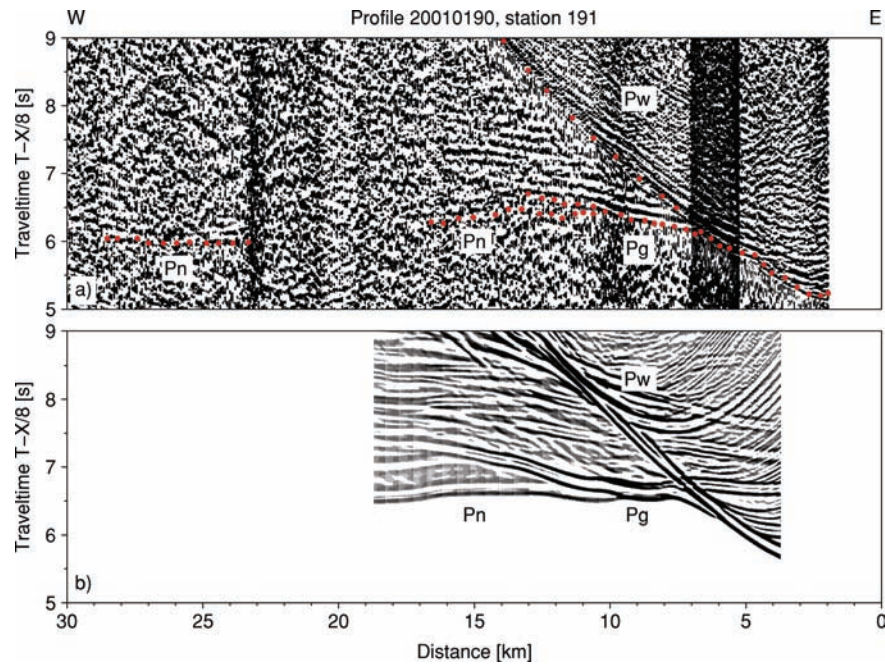 W Profile 20010190, station 191 E
9
8
7
6
5
Traveltime T-X/8 [s]
Pw
Pn
Pn
Pg
a)
9
8
7
6
5
Traveltime T-X/8 [s]
Pw
Pn
Pg
b)
30 25 20 15 10 5 0
Distance [km]